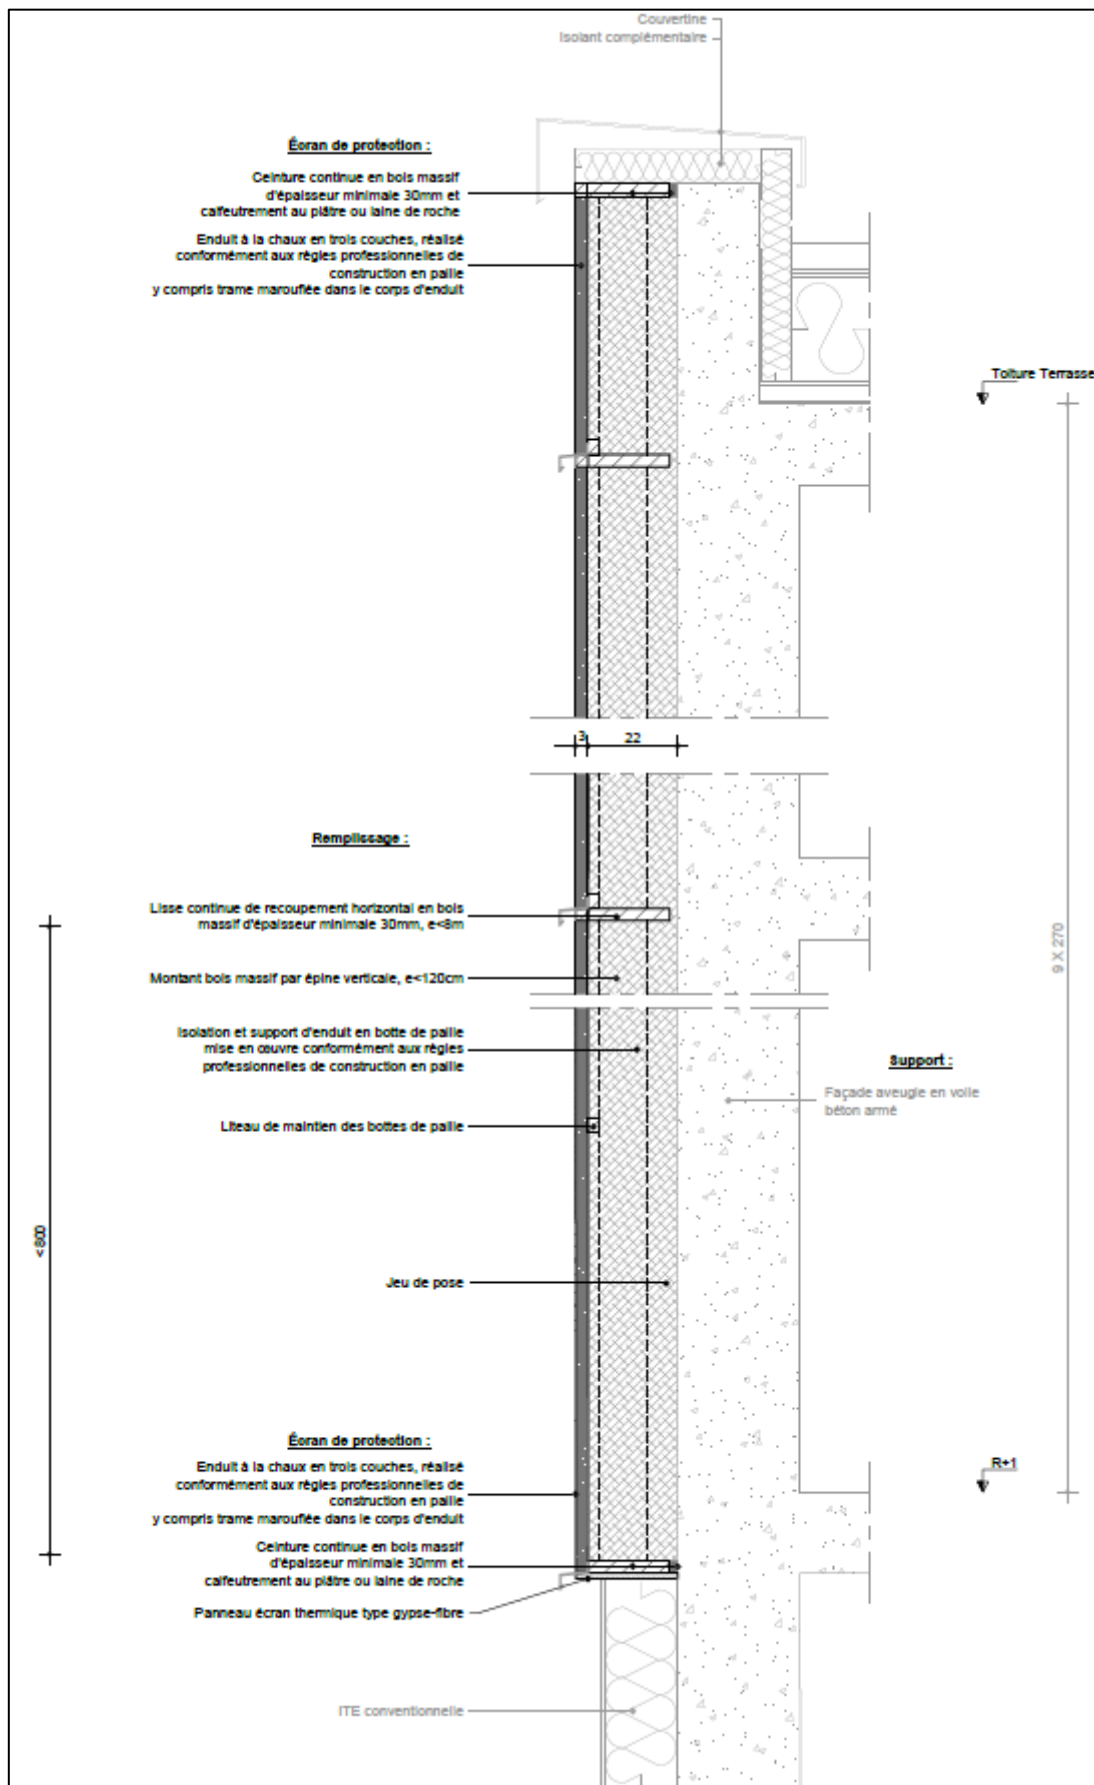 Couvertine
Isolant complémentaire
Écran de protection :
Ceinture continue en bois massif
d'épaisseur minimale 30mm et
calfeutrement au plâtre ou laine de roche
Enduit à la chaux en trois couches, réalisé
conformément aux règles professionnelles de
construction en paille
y compris trame marouflée dans le corps d'enduit
Toiture Terrasse
3
22
Remplissage :
Lisse continue de recoupement horizontal en bois
massif d'épaisseur minimale 30mm, e<8m
Montant bois massif par épine verticale, e<120cm
Isolation et support d'enduit en botte de paille
mise en œuvre conformément aux règles
professionnelles de construction en paille
Liteau de maintien des bottes de paille
Jeu de pose
<800
9 X 270
Support :
Façade aveugle en voile
béton armé
R+1
Écran de protection :
Enduit à la chaux en trois couches, réalisé
conformément aux règles professionnelles de
construction en paille
y compris trame marouflée dans le corps d'enduit
Ceinture continue en bois massif
d'épaisseur minimale 30mm et
calfeutrement au plâtre ou laine de roche
Panneau écran thermique type gypse-fibre
ITE conventionnelle